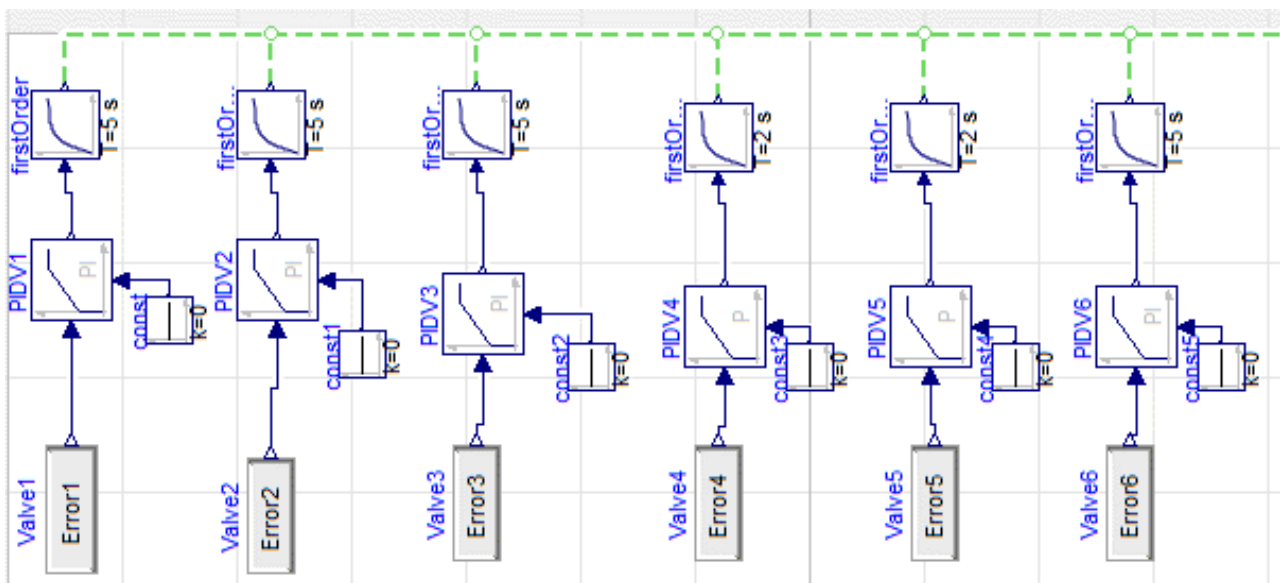 firstOrder
T=5 s
PIDV1
PI
const
k=0
Valve1
Error1
firstOr...
T=5 s
PIDV2
PI
const1
k=0
Valve2
Error2
firstOr...
T=5 s
PIDV3
PI
const2
k=0
Valve3
Error3
firstOr...
T=2 s
PIDV4
P
const3
k=0
Valve4
Error4
firstOr...
T=2 s
PIDV5
P
const4
k=0
Valve5
Error5
firstOr...
T=5 s
PIDV6
PI
const5
k=0
Valve6
Error6